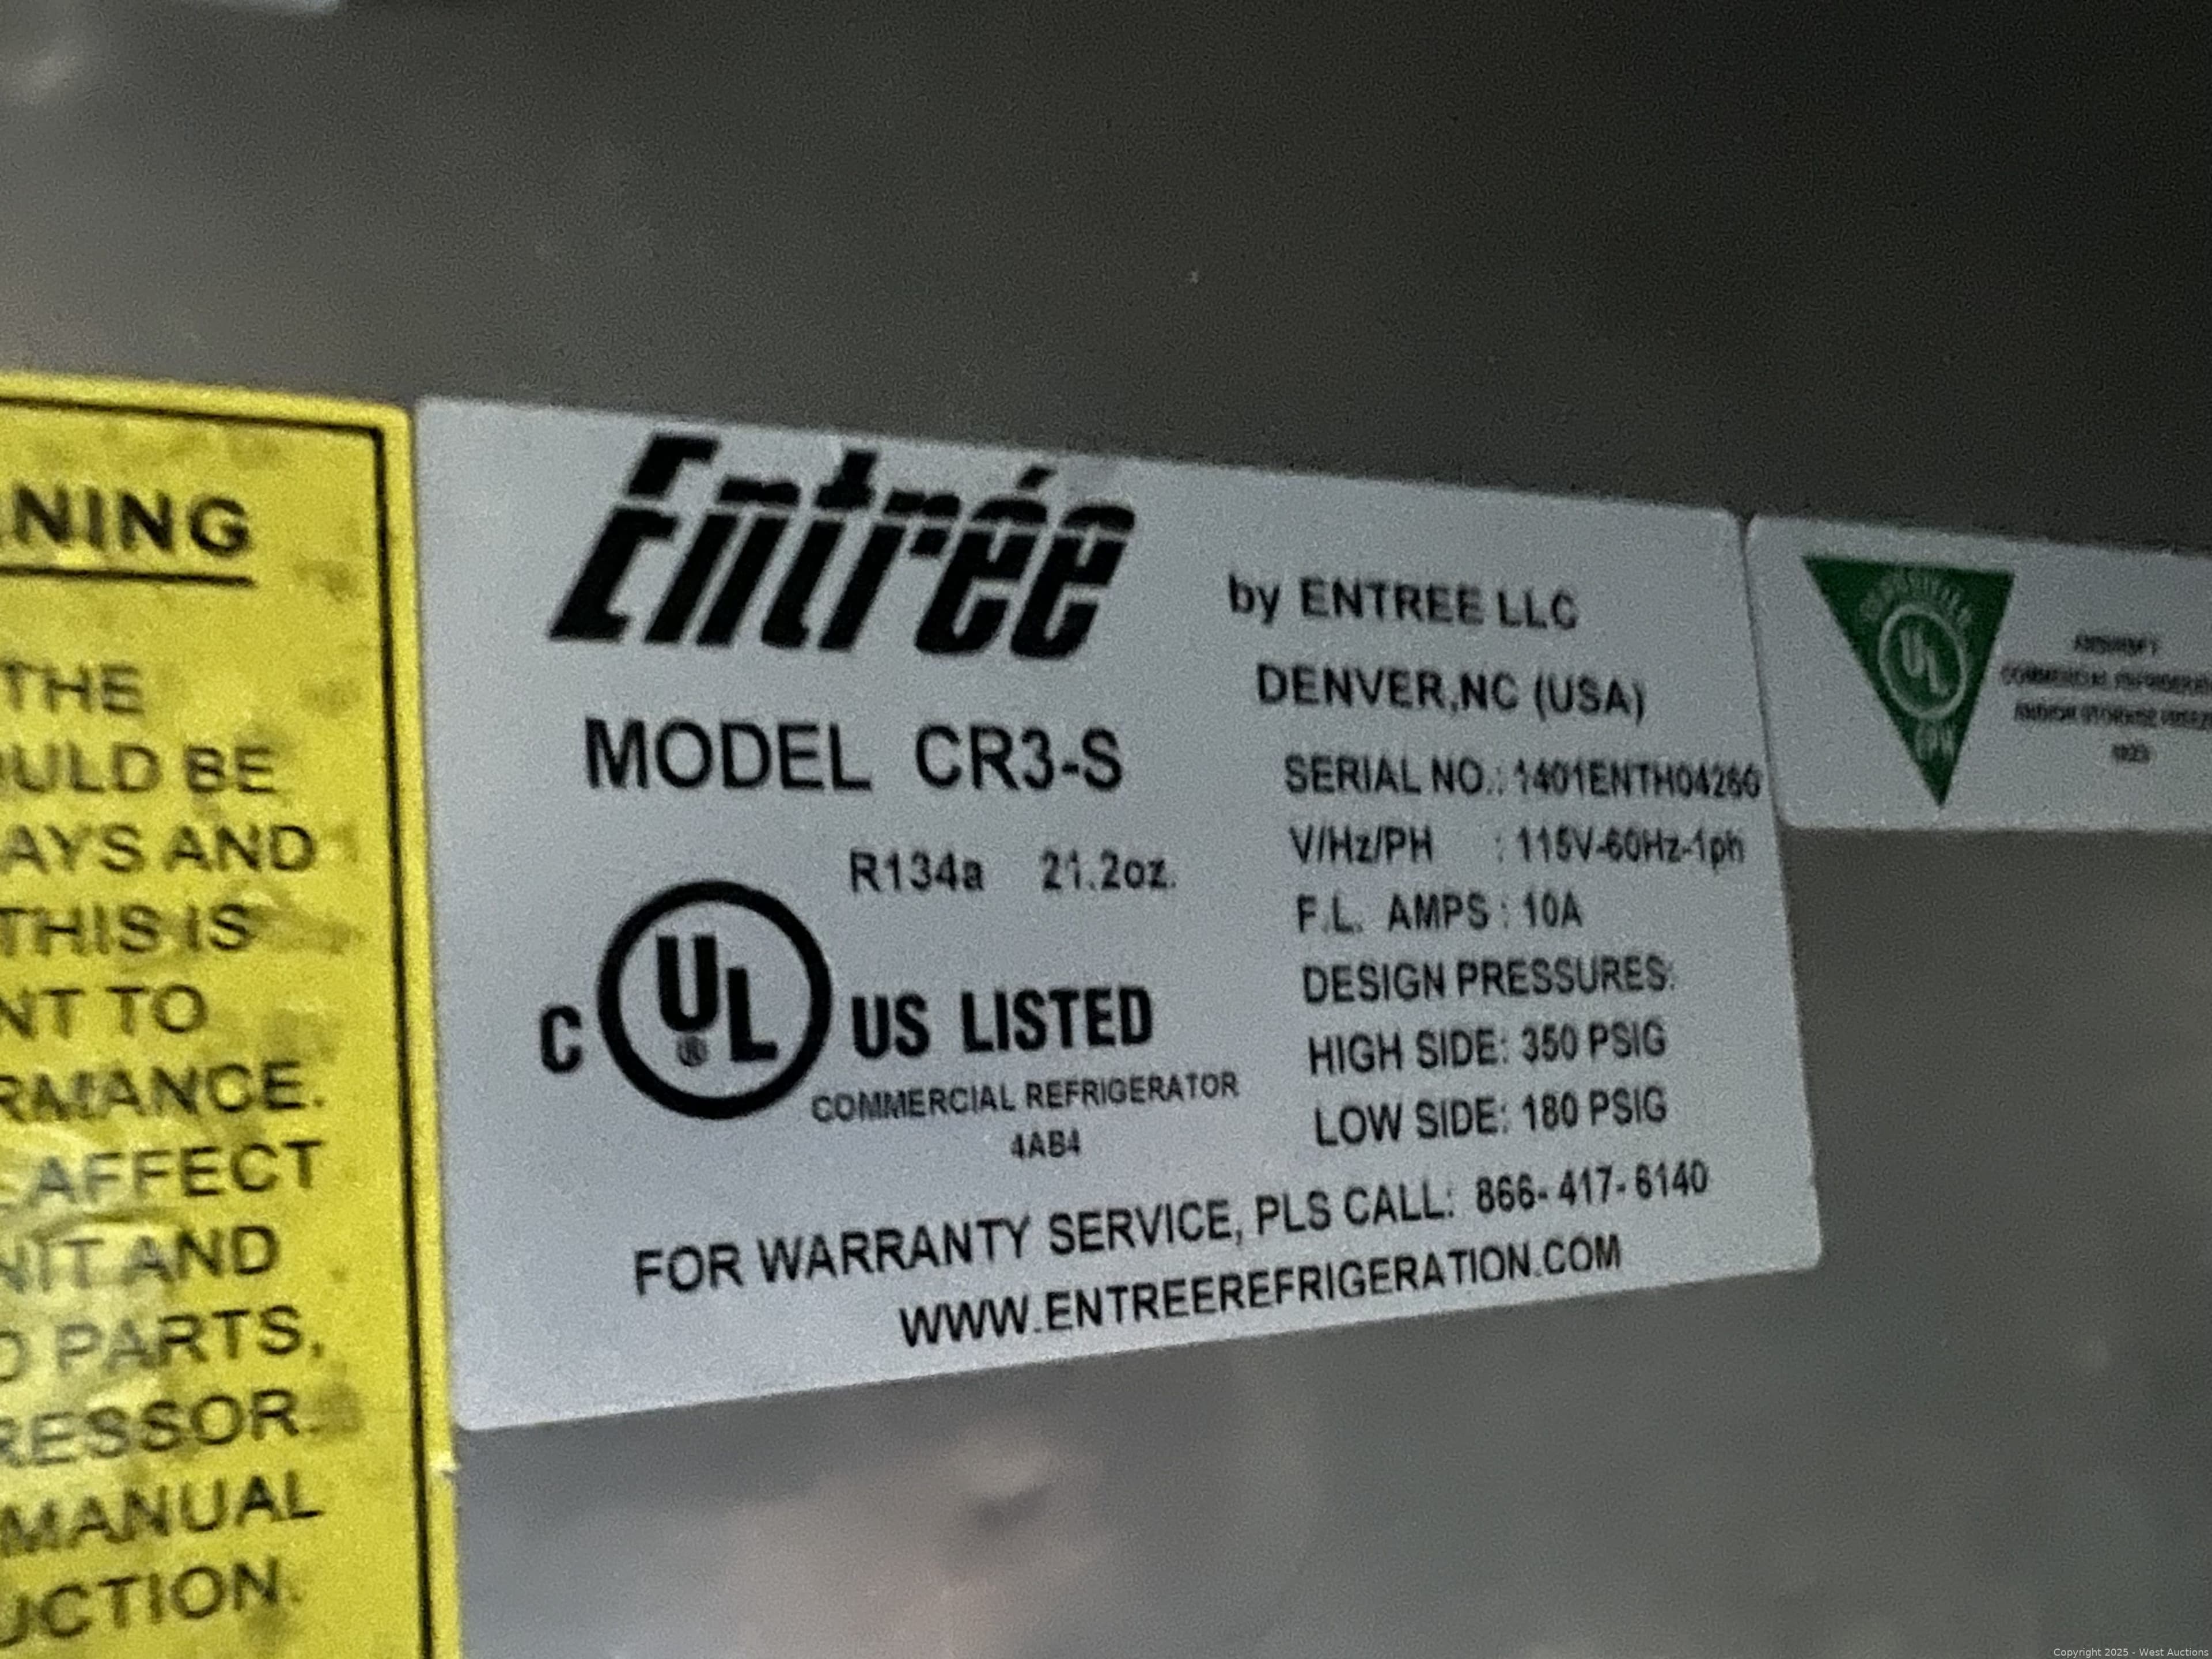 NING
THE
ULD BE
AYS AND
THIS IS
NT TO
RMANCE.
AFFECT
NIT AND
D PARTS,
RESSOR.
MANUAL
UCTION.
Entrée
by ENTREE LLC
DENVER,NC (USA)
MODEL CR3-S
SERIAL NO.: 1401ENTH04260
V/Hz/PH : 115V-60Hz-1ph
R134a 21.2oz.
F.L. AMPS : 10A
DESIGN PRESSURES:
HIGH SIDE: 350 PSIG
LOW SIDE: 180 PSIG
C UL ® US LISTED
COMMERCIAL REFRIGERATOR
4AB4
FOR WARRANTY SERVICE, PLS CALL: 866-417-6140
WWW.ENTREEREFRIGERATION.COM
UL
EPH
Copyright 2025 - West Auctions